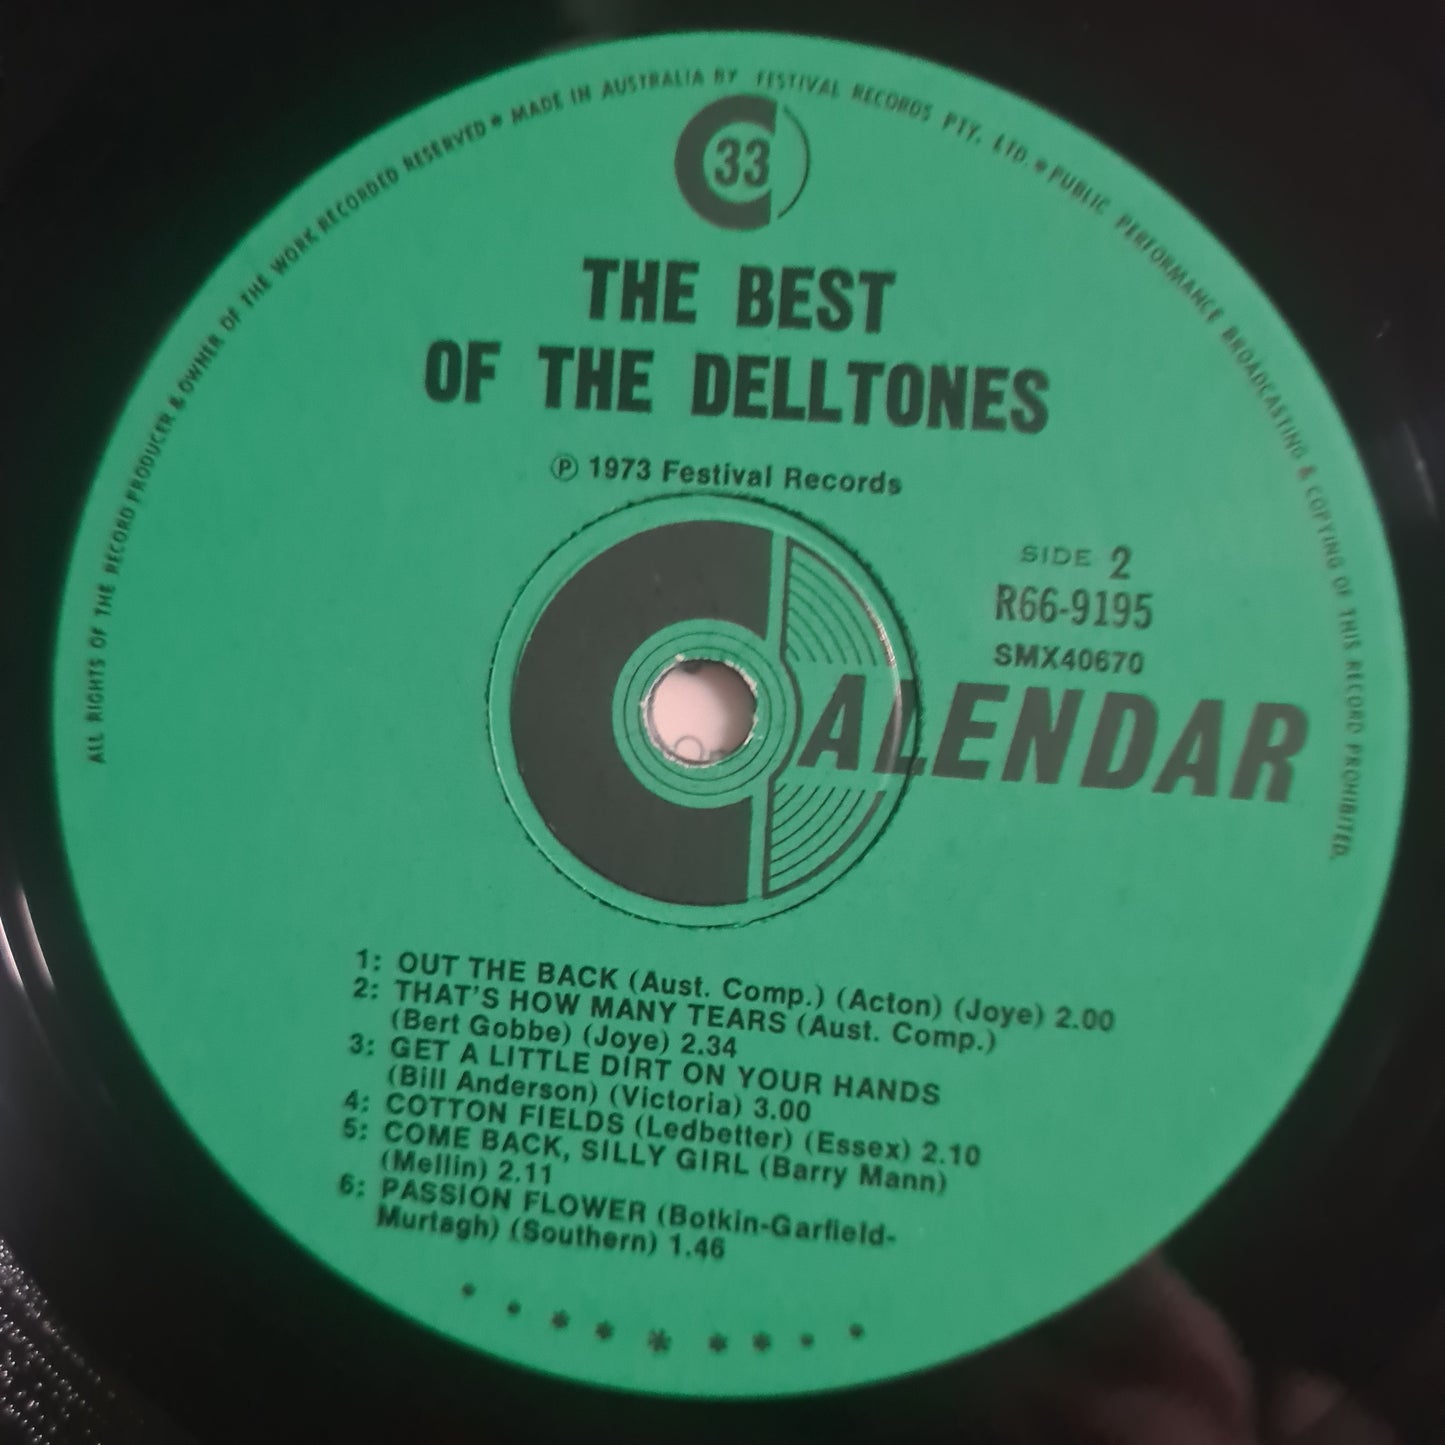 ALL RIGHTS OF THE RECORD PRODUCER & OWNER OF THE WORK RECORDED RESERVED * MADE IN AUSTRALIA BY FESTIVAL RECORDS PTY. LTD. * PUBLIC PERFORMANCE BROADCASTING & COPYING OF THIS RECORD PROHIBITED.
33
THE BEST
OF THE DELLTONES
℗ 1973 Festival Records
SIDE 2
R66-9195
SMX40670
CALENDAR
1: OUT THE BACK (Aust. Comp.) (Acton) (Joye) 2.00
2: THAT'S HOW MANY TEARS (Aust. Comp.)
(Bert Gobbe) (Joye) 2.34
3: GET A LITTLE DIRT ON YOUR HANDS
(Bill Anderson) (Victoria) 3.00
4: COTTON FIELDS (Ledbetter) (Essex) 2.10
5: COME BACK, SILLY GIRL (Barry Mann)
(Mellin) 2.11
6: PASSION FLOWER (Botkin-Garfield-
Murtagh) (Southern) 1.46
* * * * * * * * *